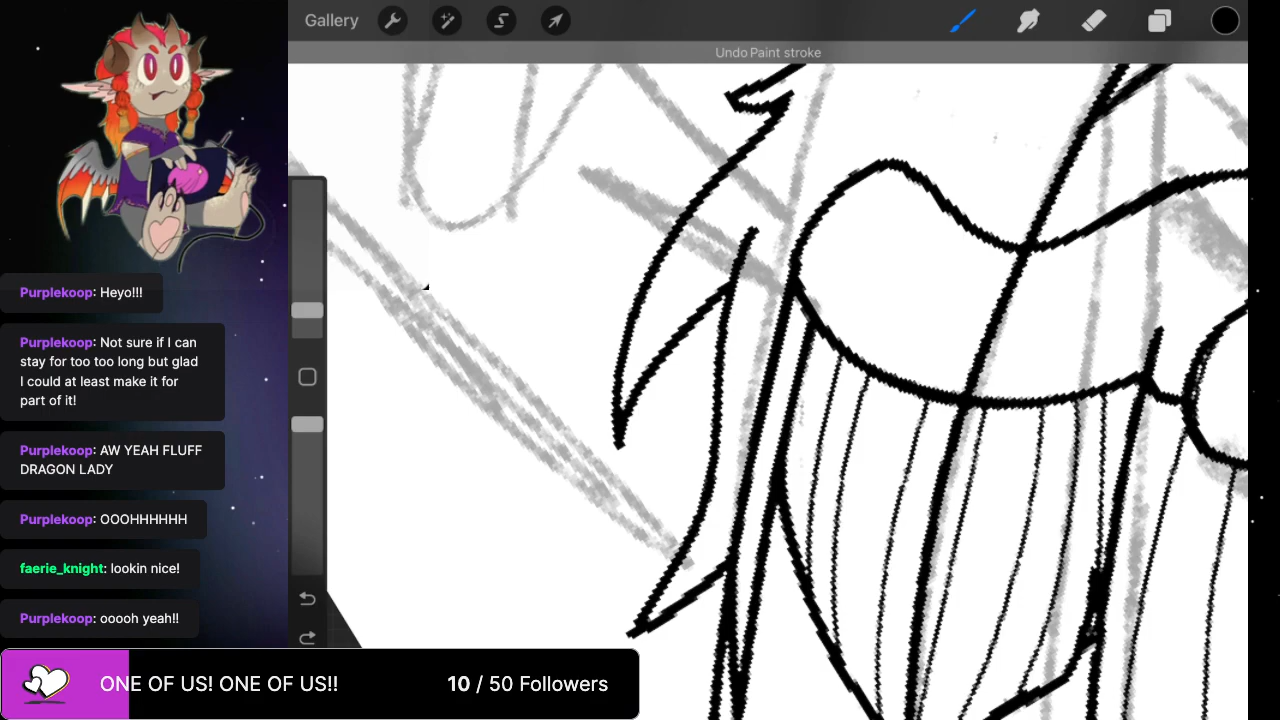 Gallery
Undo Paint stroke
Purplekoop: Heyo!!!
Purplekoop: Not sure if I can
stay for too too long but glad
I could at least make it for
part of it!
Purplekoop: AW YEAH FLUFF
DRAGON LADY
Purplekoop: OOOHHHHHH
faerie_knight: lookin nice!
Purplekoop: ooooh yeah!!
ONE OF US! ONE OF US!! 10 / 50 Followers